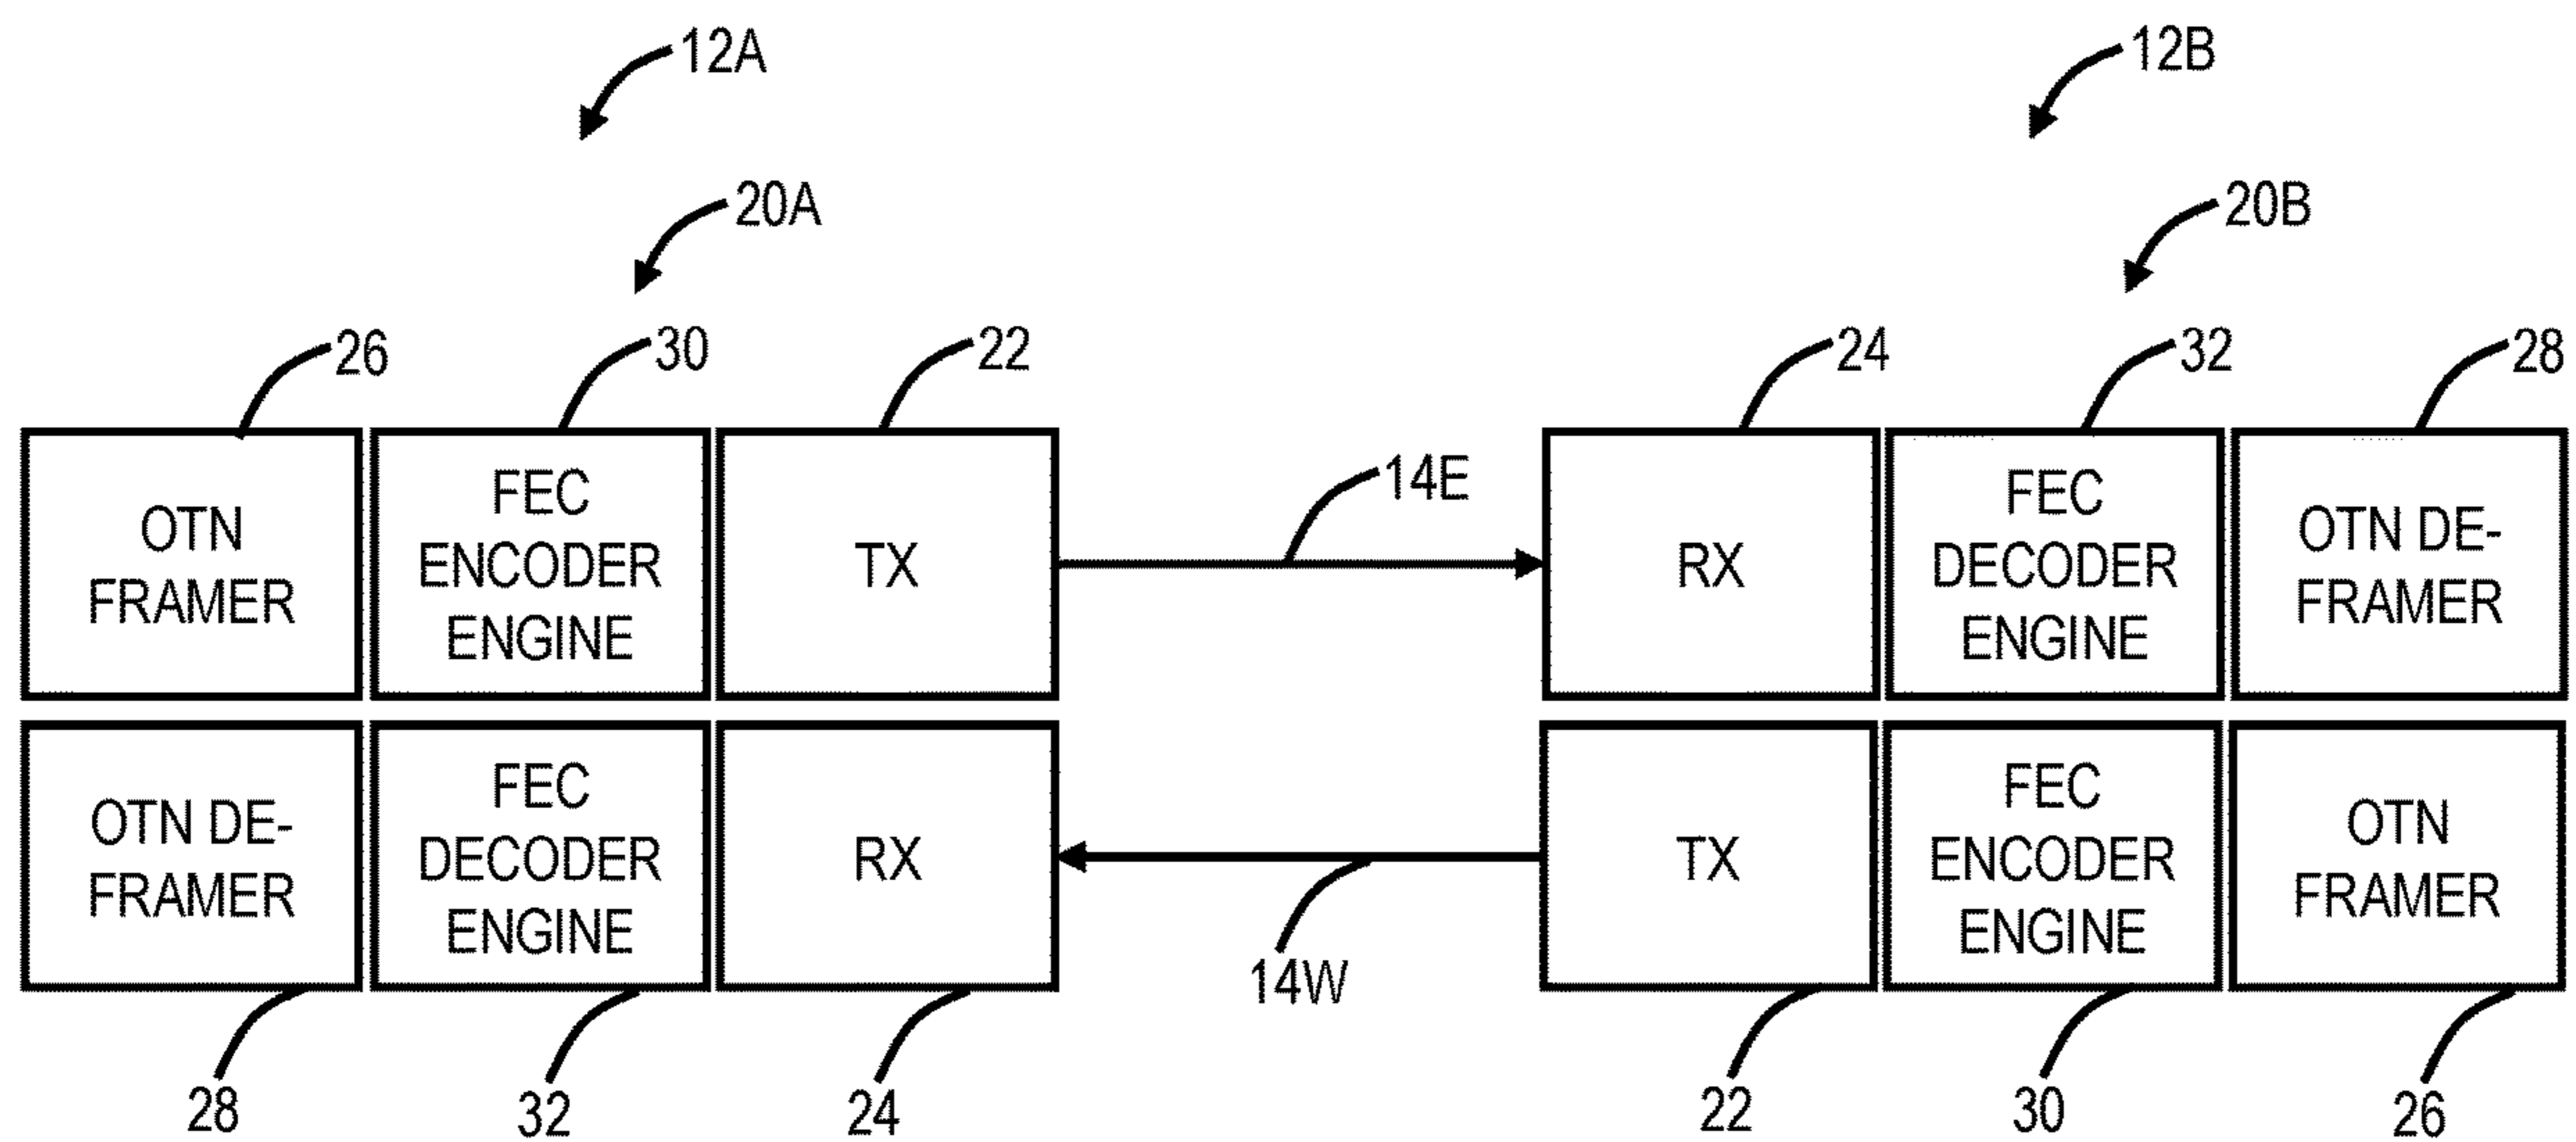 12A
12B
20A
20B
26
30
22
24
32
28
OTN
FRAMER
FEC
ENCODER
ENGINE
TX
14E
RX
FEC
DECODER
ENGINE
OTN DE-
FRAMER
OTN DE-
FRAMER
FEC
DECODER
ENGINE
RX
14W
TX
FEC
ENCODER
ENGINE
OTN
FRAMER
28
32
24
22
30
26